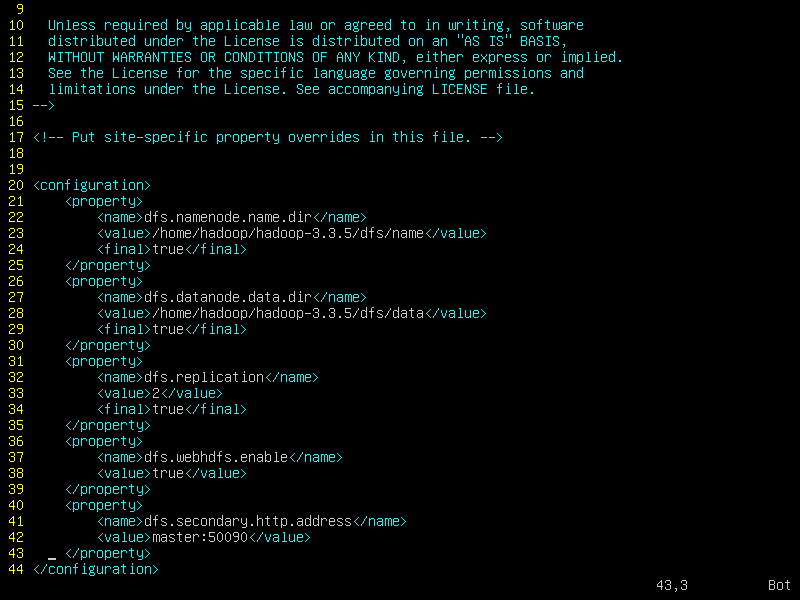 9
10   Unless required by applicable law or agreed to in writing, software
11   distributed under the License is distributed on an "AS IS" BASIS,
12   WITHOUT WARRANTIES OR CONDITIONS OF ANY KIND, either express or implied.
13   See the License for the specific language governing permissions and
14   limitations under the License. See accompanying LICENSE file.
15 -->
16
17 <!-- Put site-specific property overrides in this file. -->
18
19
20 <configuration>
21     <property>
22         <name>dfs.namenode.name.dir</name>
23         <value>/home/hadoop/hadoop-3.3.5/dfs/name</value>
24         <final>true</final>
25     </property>
26     <property>
27         <name>dfs.datanode.data.dir</name>
28         <value>/home/hadoop/hadoop-3.3.5/dfs/data</value>
29         <final>true</final>
30     </property>
31     <property>
32         <name>dfs.replication</name>
33         <value>2</value>
34         <final>true</final>
35     </property>
36     <property>
37         <name>dfs.webhdfs.enable</name>
38         <value>true</value>
39     </property>
40     <property>
41         <name>dfs.secondary.http.address</name>
42         <value>master:50090</value>
43     </property>
44 </configuration>
43,3          Bot